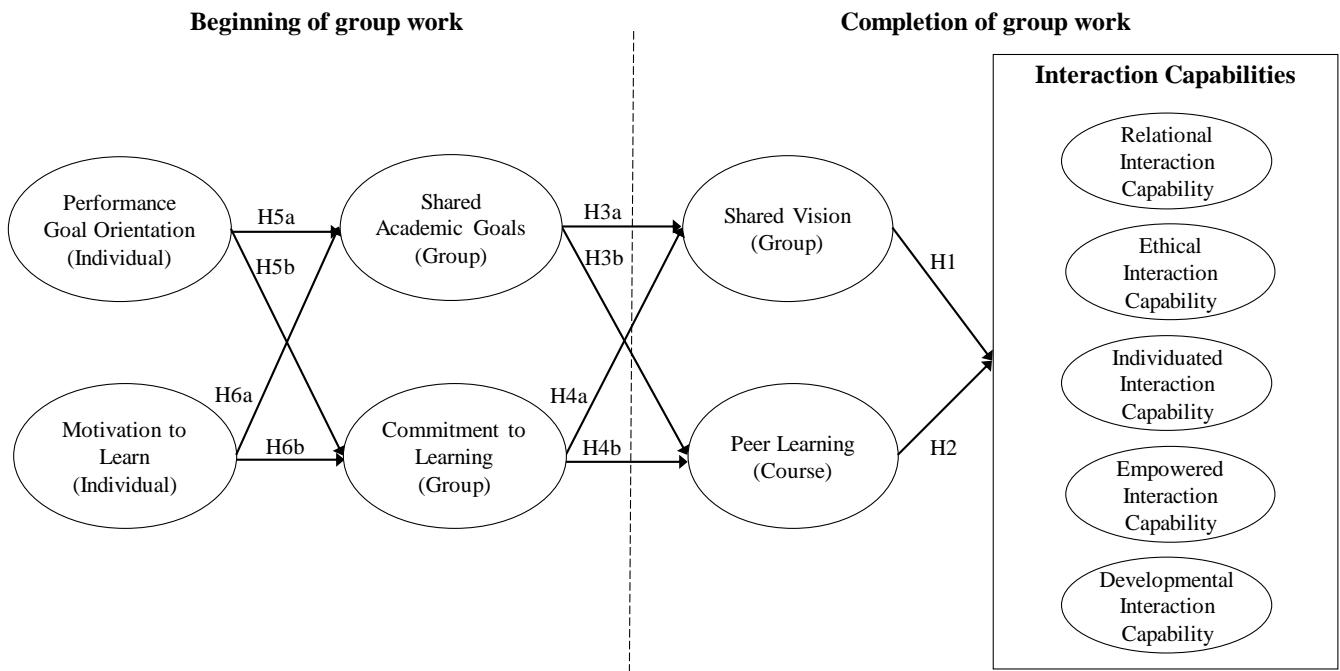 Beginning of group work
Completion of group work
Interaction Capabilities
Performance
Goal Orientation
(Individual)
H5a
H5b
Shared
Academic Goals
(Group)
H3a
H3b
Shared Vision
(Group)
H1
Motivation to
Learn
(Individual)
H6a
H6b
Commitment to
Learning
(Group)
H4a
H4b
Peer Learning
(Course)
H2
Relational
Interaction
Capability
Ethical
Interaction
Capability
Individuated
Interaction
Capability
Empowered
Interaction
Capability
Developmental
Interaction
Capability